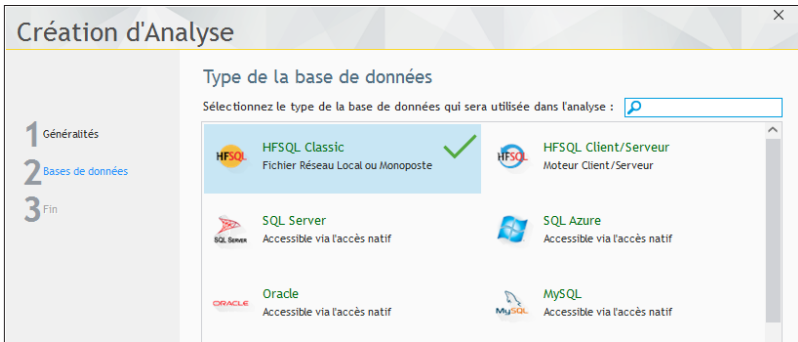 Création d'Analyse
Type de la base de données
Sélectionnez le type de la base de données qui sera utilisée dans l'analyse :
1 Généralités
2 Bases de données
3 Fin
HFSQL
HFSQL Classic
Fichier Réseau Local ou Monoposte
HFSQL
HFSQL Client/Serveur
Moteur Client/Serveur
SQL Server
SQL Server
Accessible via l'accès natif
SQL Azure
Accessible via l'accès natif
ORACLE
Oracle
Accessible via l'accès natif
MySQL
MySQL
Accessible via l'accès natif